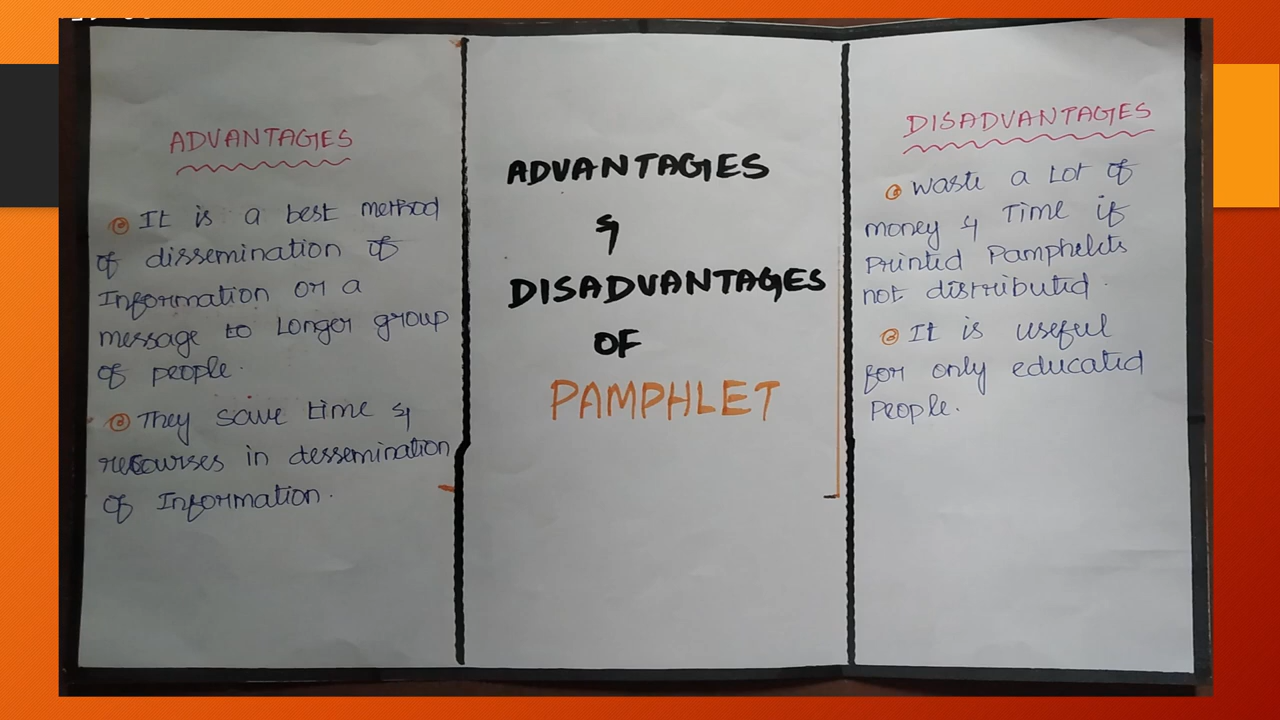 ADVANTAGES
It is a best method
of dissemination of
Information or a
message to Longer group
of people.
They save time &
recourses in dessemination
of Information.
ADVANTAGES
&
DISADVANTAGES
OF
PAMPHLET
DISADVANTAGES
waste a Lot of
money & Time if
Printed Pamphelets
not distributed.
It is useful
for only educated
People.